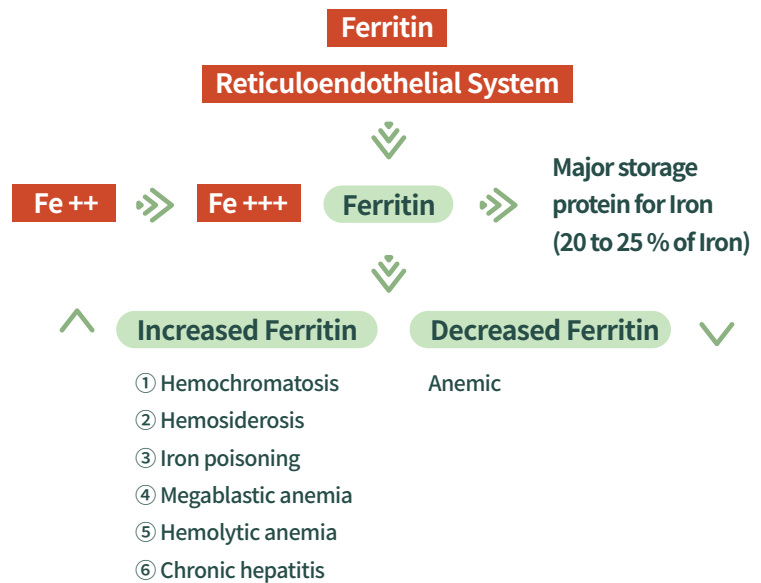 Ferritin
Reticuloendothelial System
Fe ++
Fe +++
Ferritin
Major storage
protein for Iron
(20 to 25 % of Iron)
Increased Ferritin
Decreased Ferritin
① Hemochromatosis
② Hemosiderosis
③ Iron poisoning
④ Megablastic anemia
⑤ Hemolytic anemia
⑥ Chronic hepatitis
Anemic